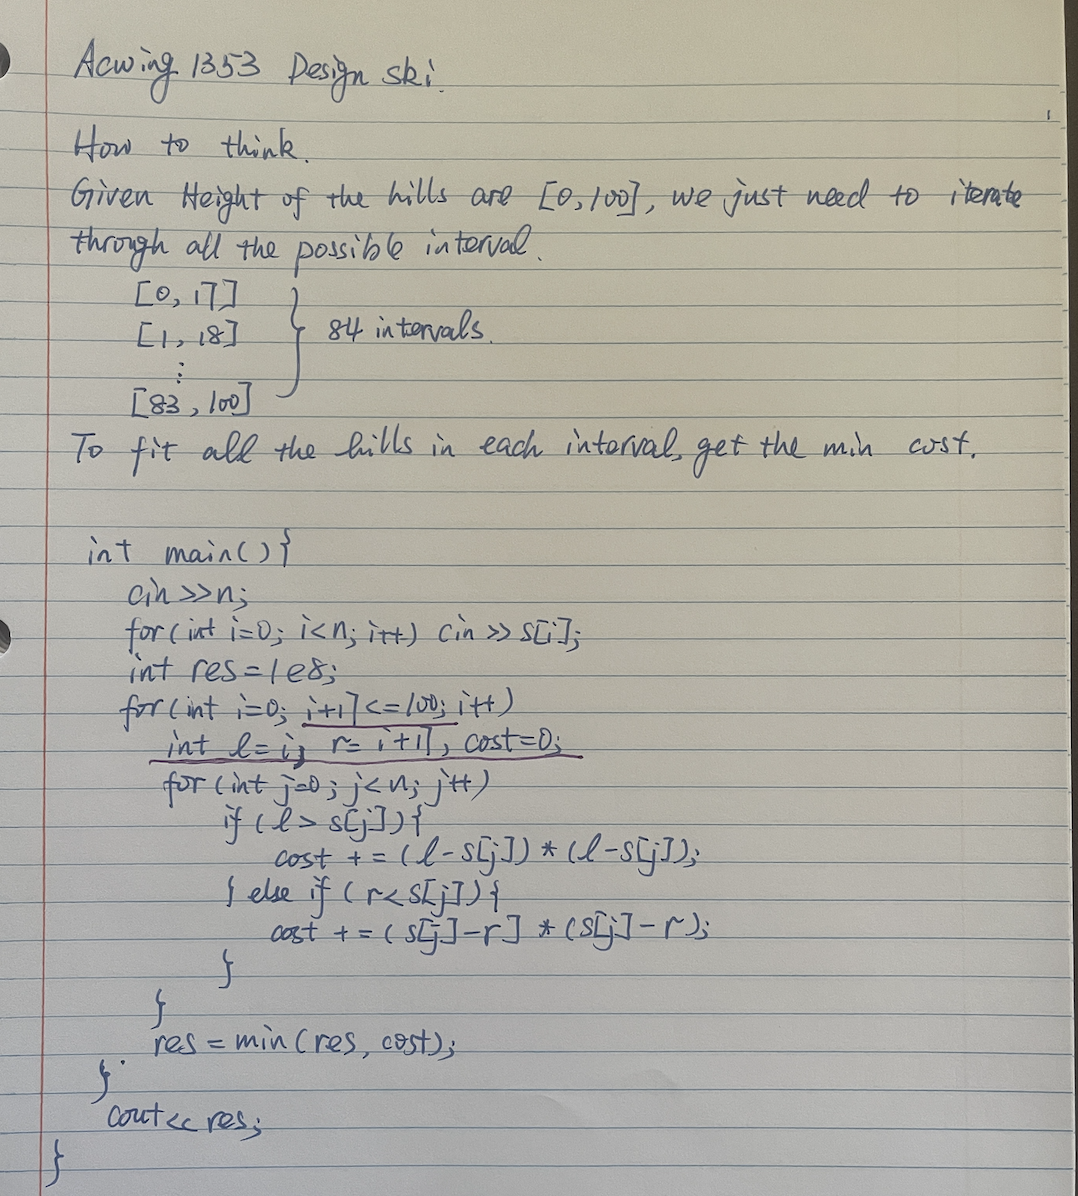 Acwing 1353 Design ski.
How to think.
Given Height of the hills are [0,100], we just need to iterate
through all the possible interval.
[0, 17]
[1, 18] } 84 intervals.
⋮
[83, 100]
To fit all the hills in each interval, get the min cost.
int main(){
cin>>n;
for(int i=0; i<n; i++) cin >> s[i];
int res=1e8;
for(int i=0; i+17<=100; i++)
int l=i, r=i+17, cost=0;
for(int j=0; j<n; j++)
if(l>s[j]){
cost +=(l-s[j])*(l-s[j]);
} else if (r<s[j]){
cost +=(s[j]-r]*(s[j]-r);
}
}
res=min(res, cost);
}
cout<<res;
}